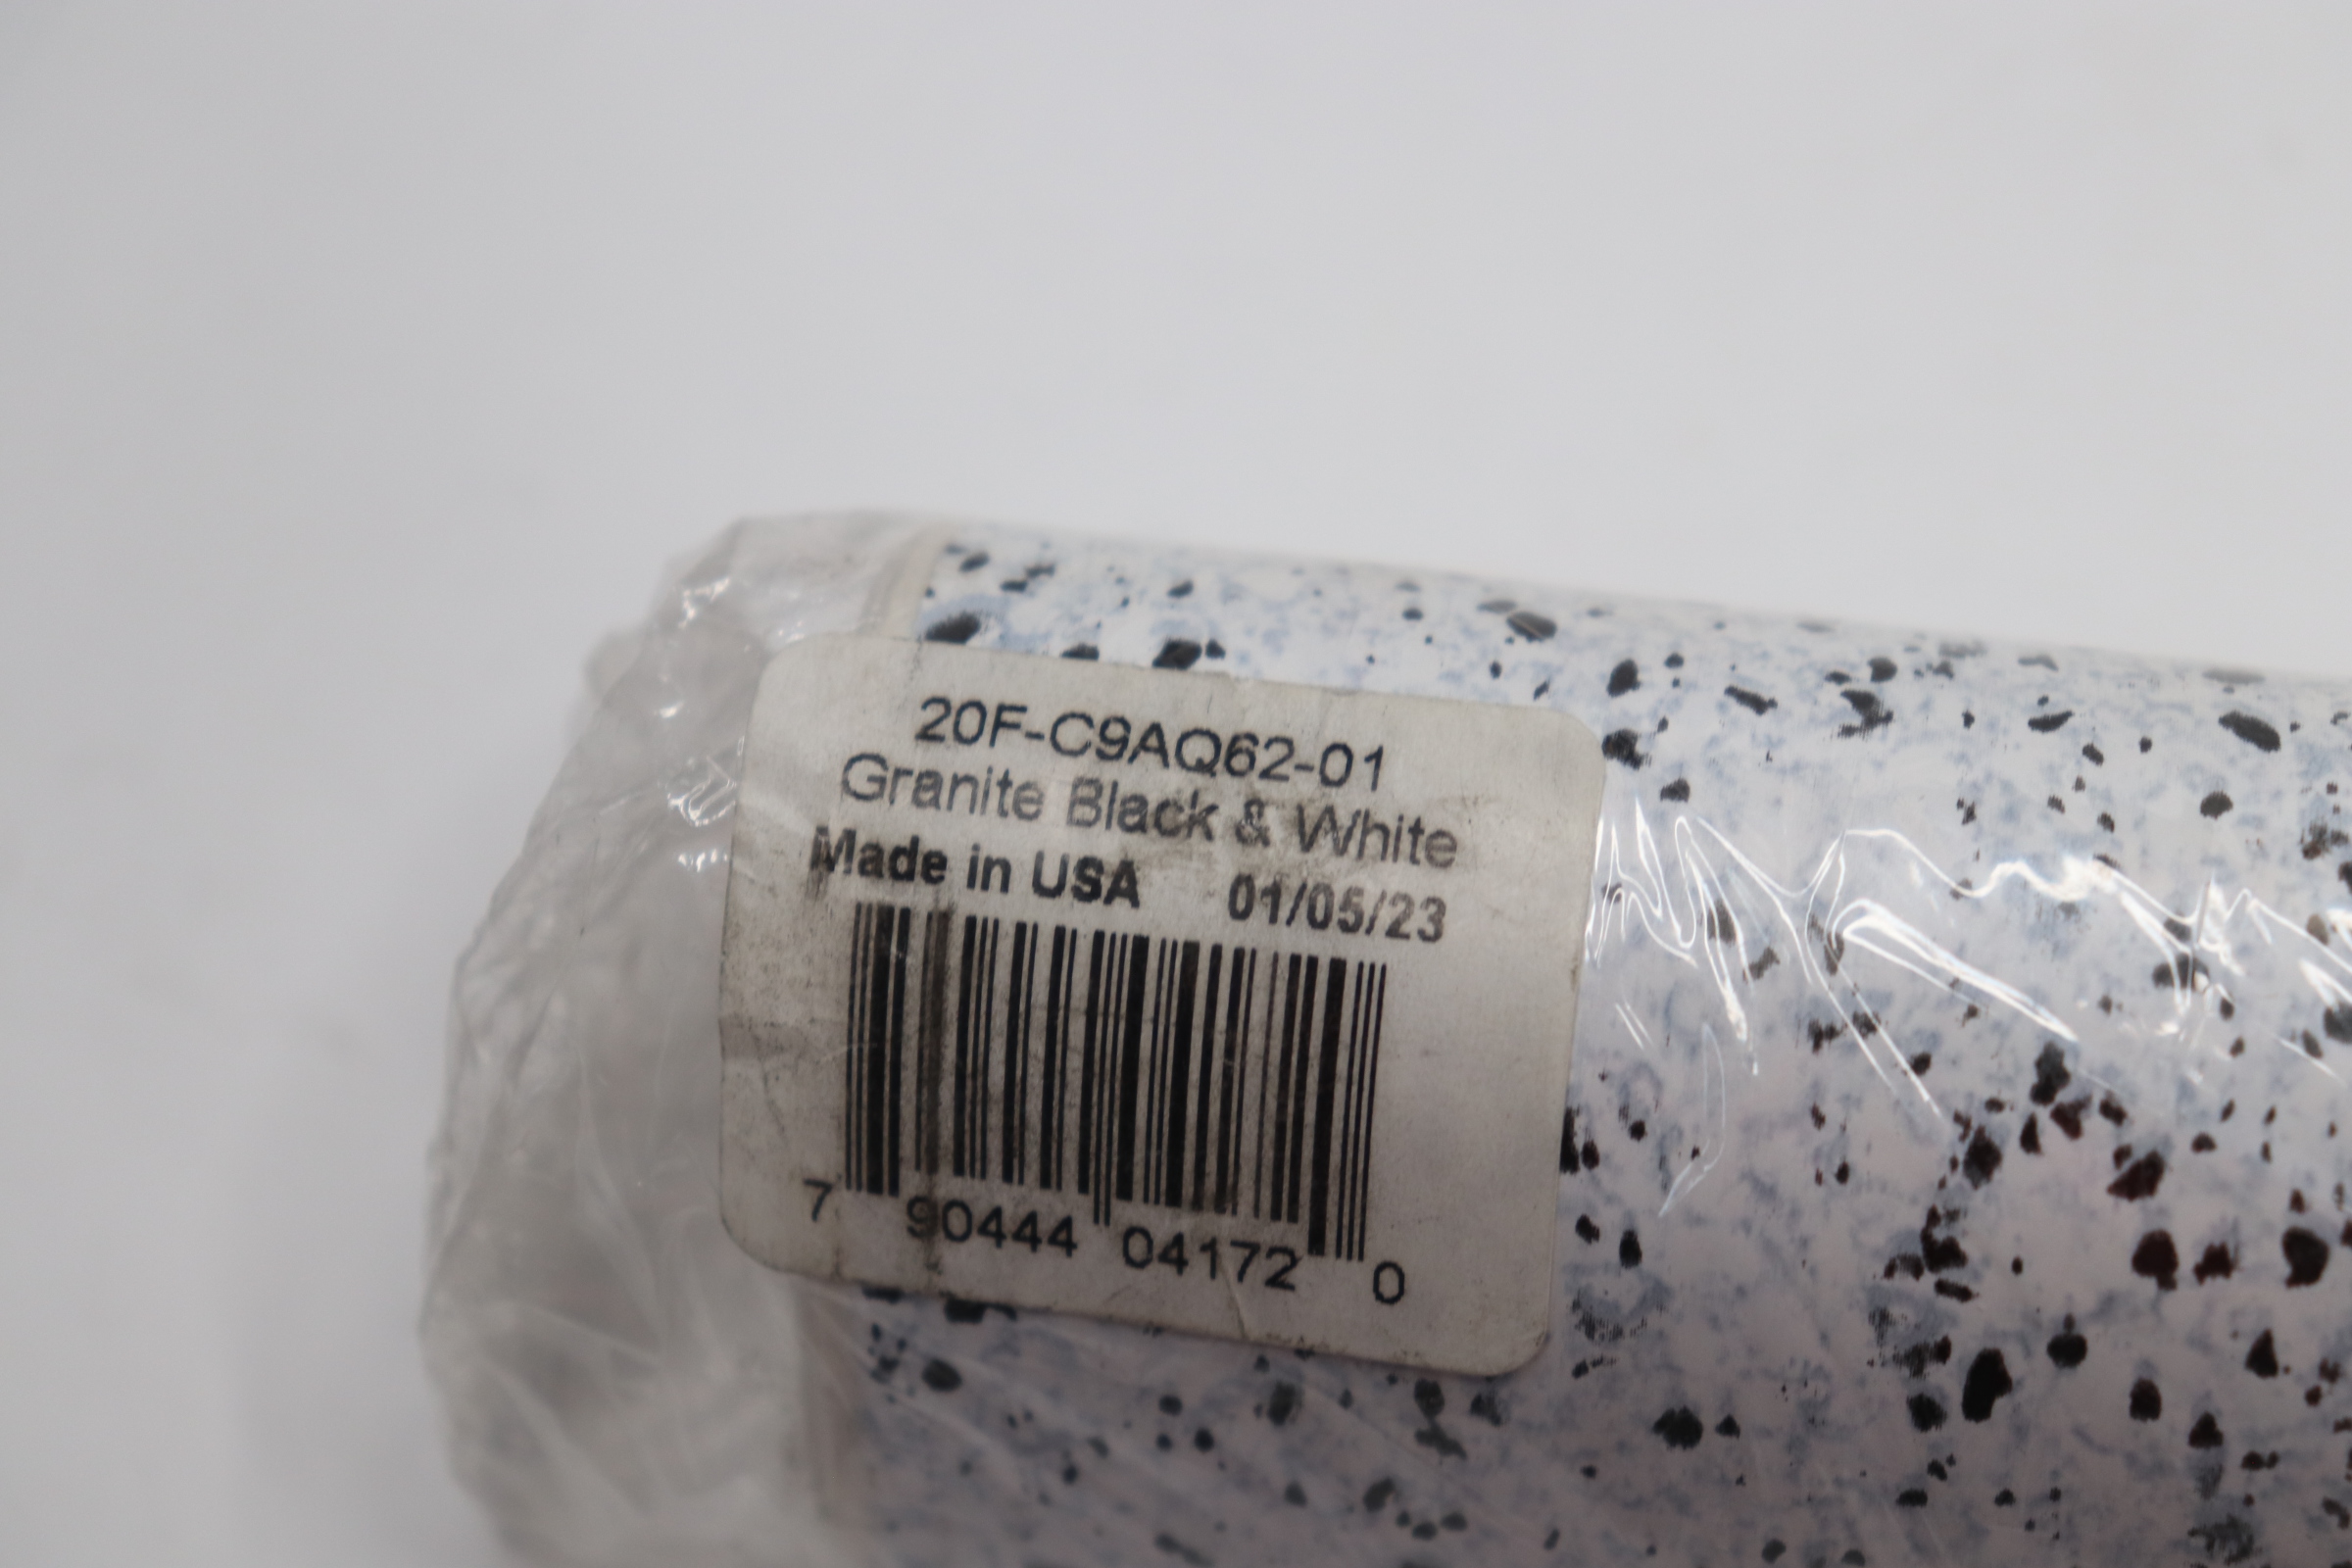 20F-C9AQ62-01
Granite Black & White
Made in USA 01/05/23
7 90444 04172 0